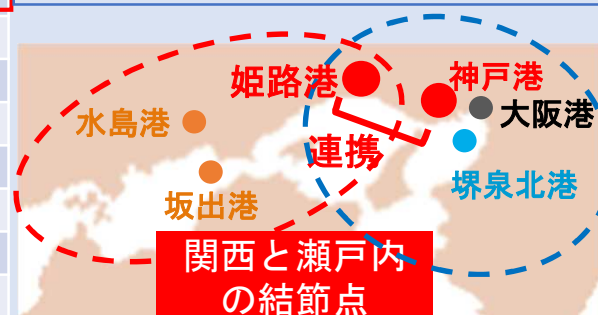 姫路港
神戸港
水島港
大阪港
連携
坂出港
堺泉北港
関西と瀬戸内
の結節点